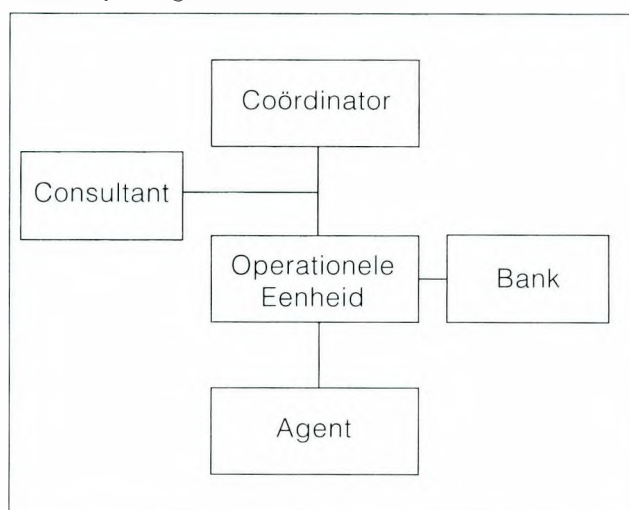 Coördinator
Consultant
Operationele
Eenheid
Bank
Agent